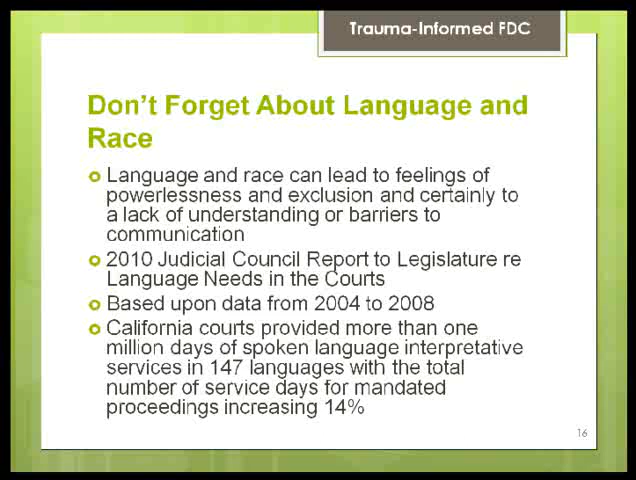 Trauma-Informed FDC
Don't Forget About Language and
Race
Language and race can lead to feelings of
powerlessness and exclusion and certainly to
a lack of understanding or barriers to
communication
2010 Judicial Council Report to Legislature re
Language Needs in the Courts
Based upon data from 2004 to 2008
California courts provided more than one
million days of spoken language interpretative
services in 147 languages with the total
number of service days for mandated
proceedings increasing 14%
16